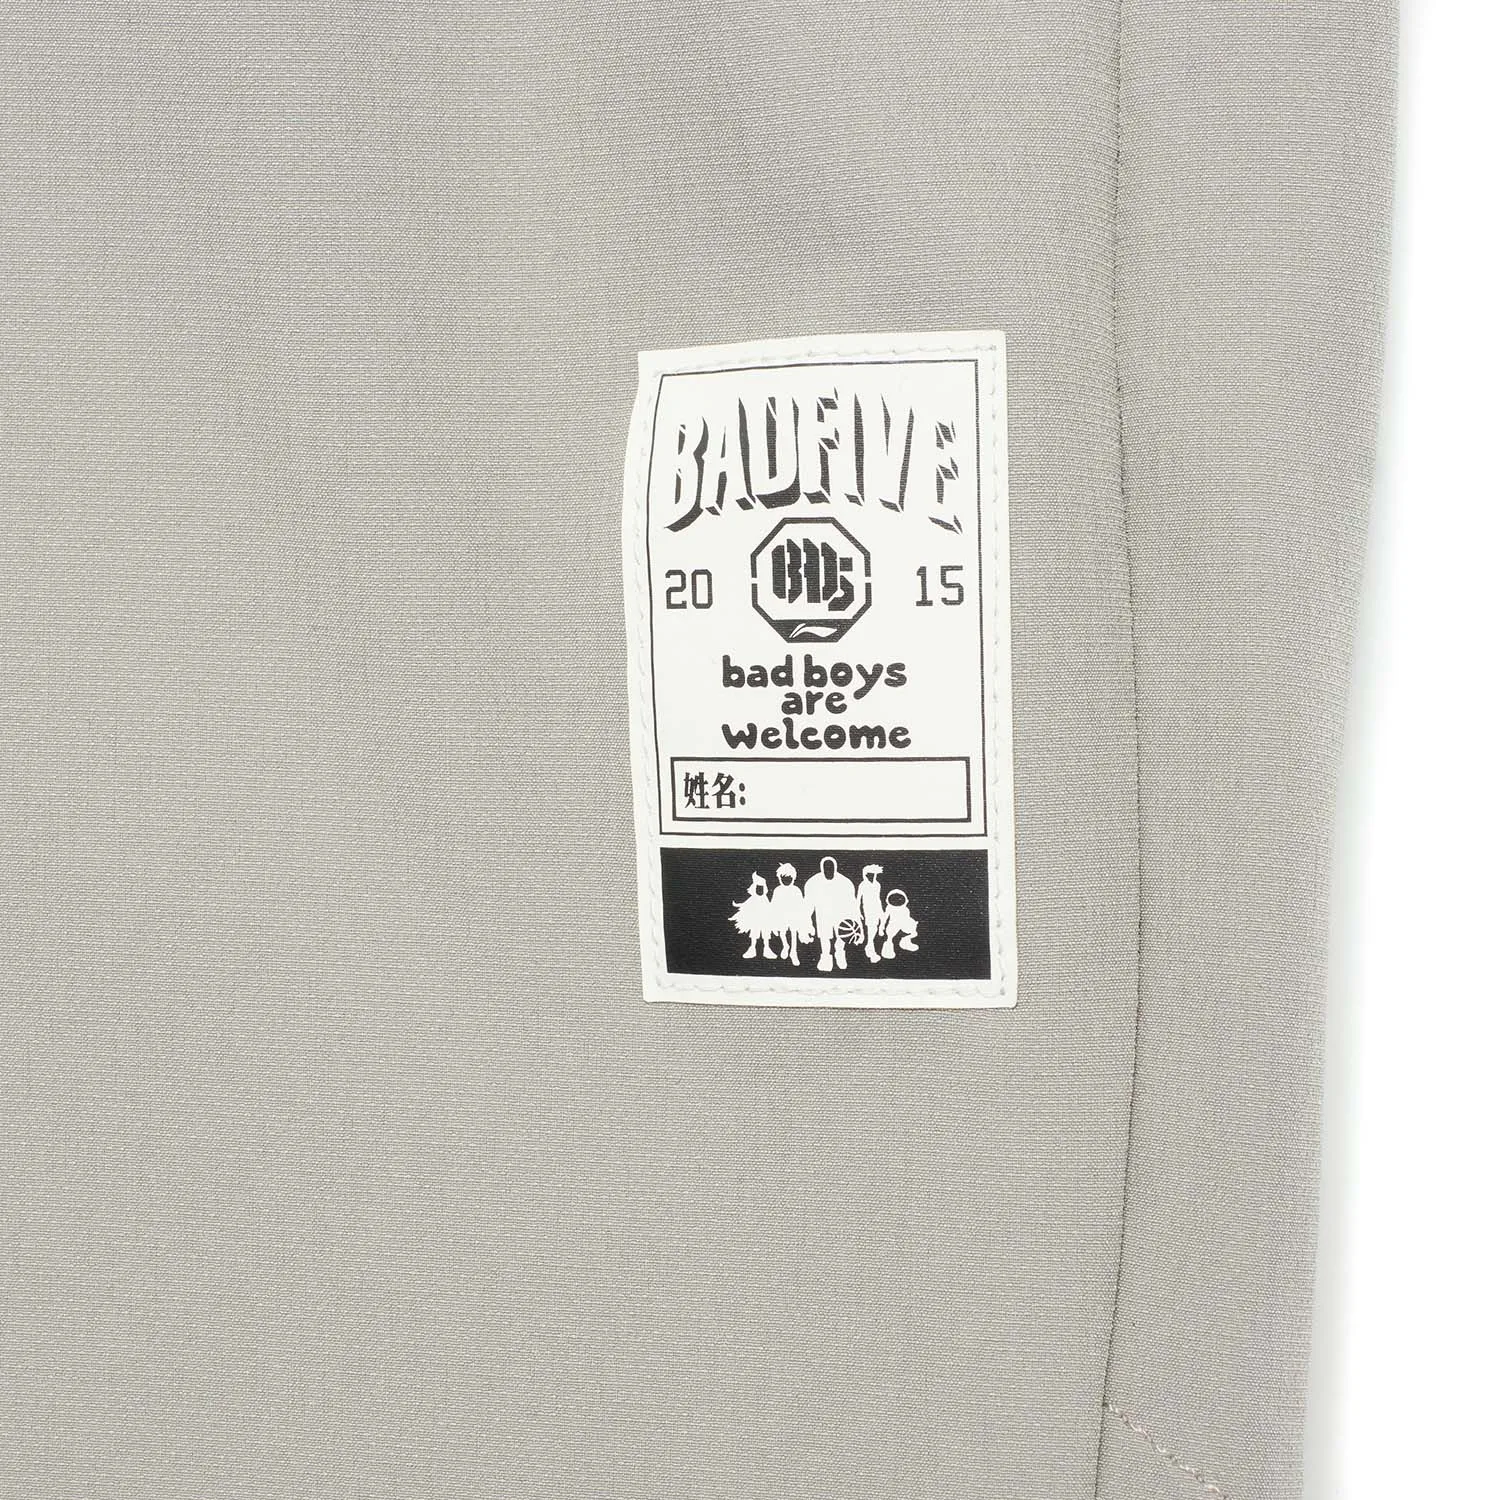 BADFIVE
20 BD5 15
bad boys
are
welcome
姓名: